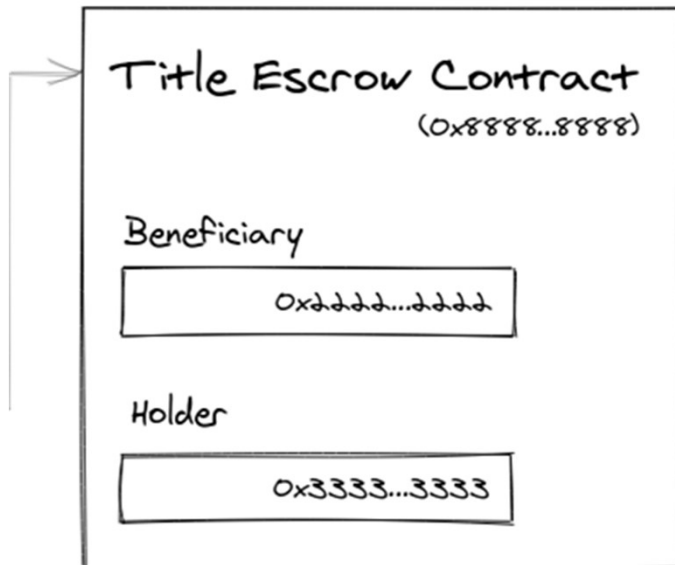 Title Escrow Contract
(0x8888...8888)
Beneficiary
0x2222...2222
Holder
0x3333...3333